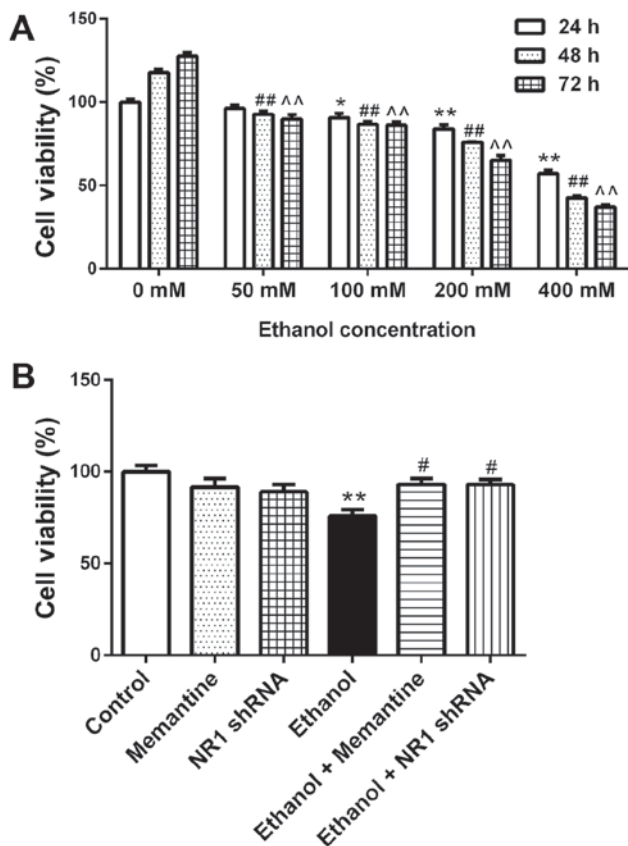 A
Cell viability (%)
150
100
50
0
24 h
48 h
72 h
## ^^
* ## ^^
** ## ^^
** ## ^^
0 mM 50 mM 100 mM 200 mM 400 mM
Ethanol concentration
B
Cell viability (%)
150
100
50
0
** # #
Control
Memantine
NR1 shRNA
Ethanol
Ethanol + Memantine
Ethanol + NR1 shRNA